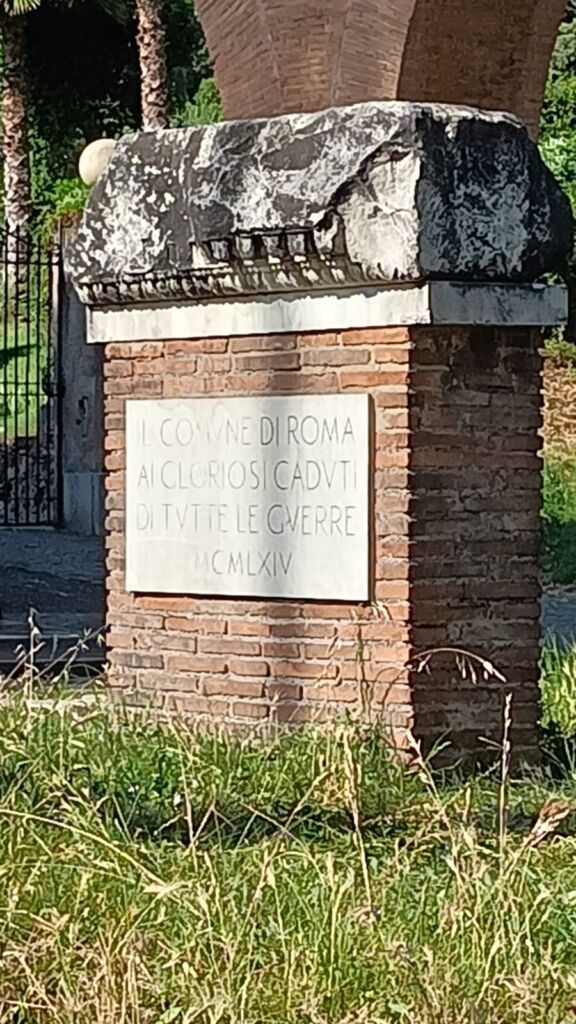 IL COMVNE DI ROMA
AI GLORIOSI CADVTI
DI TVTTE LE GVERRE
MCMLXIV